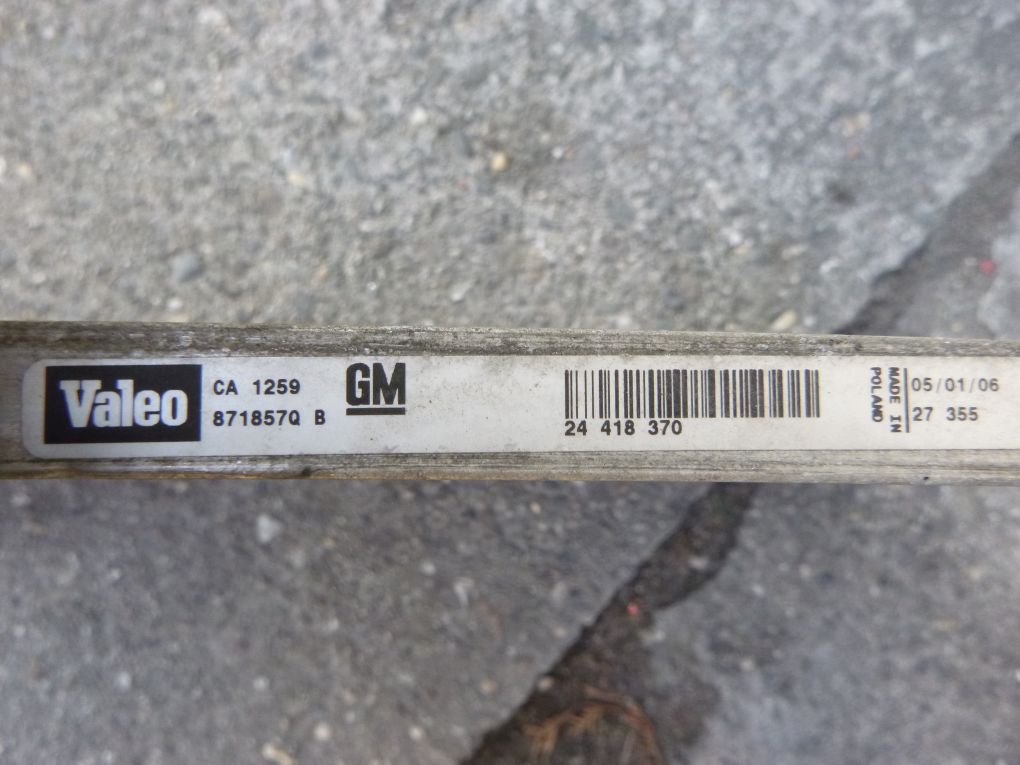 Valeo
CA 1259
871857Q B
GM
24 418 370
MADE IN
POLAND
05/01/06
27 355